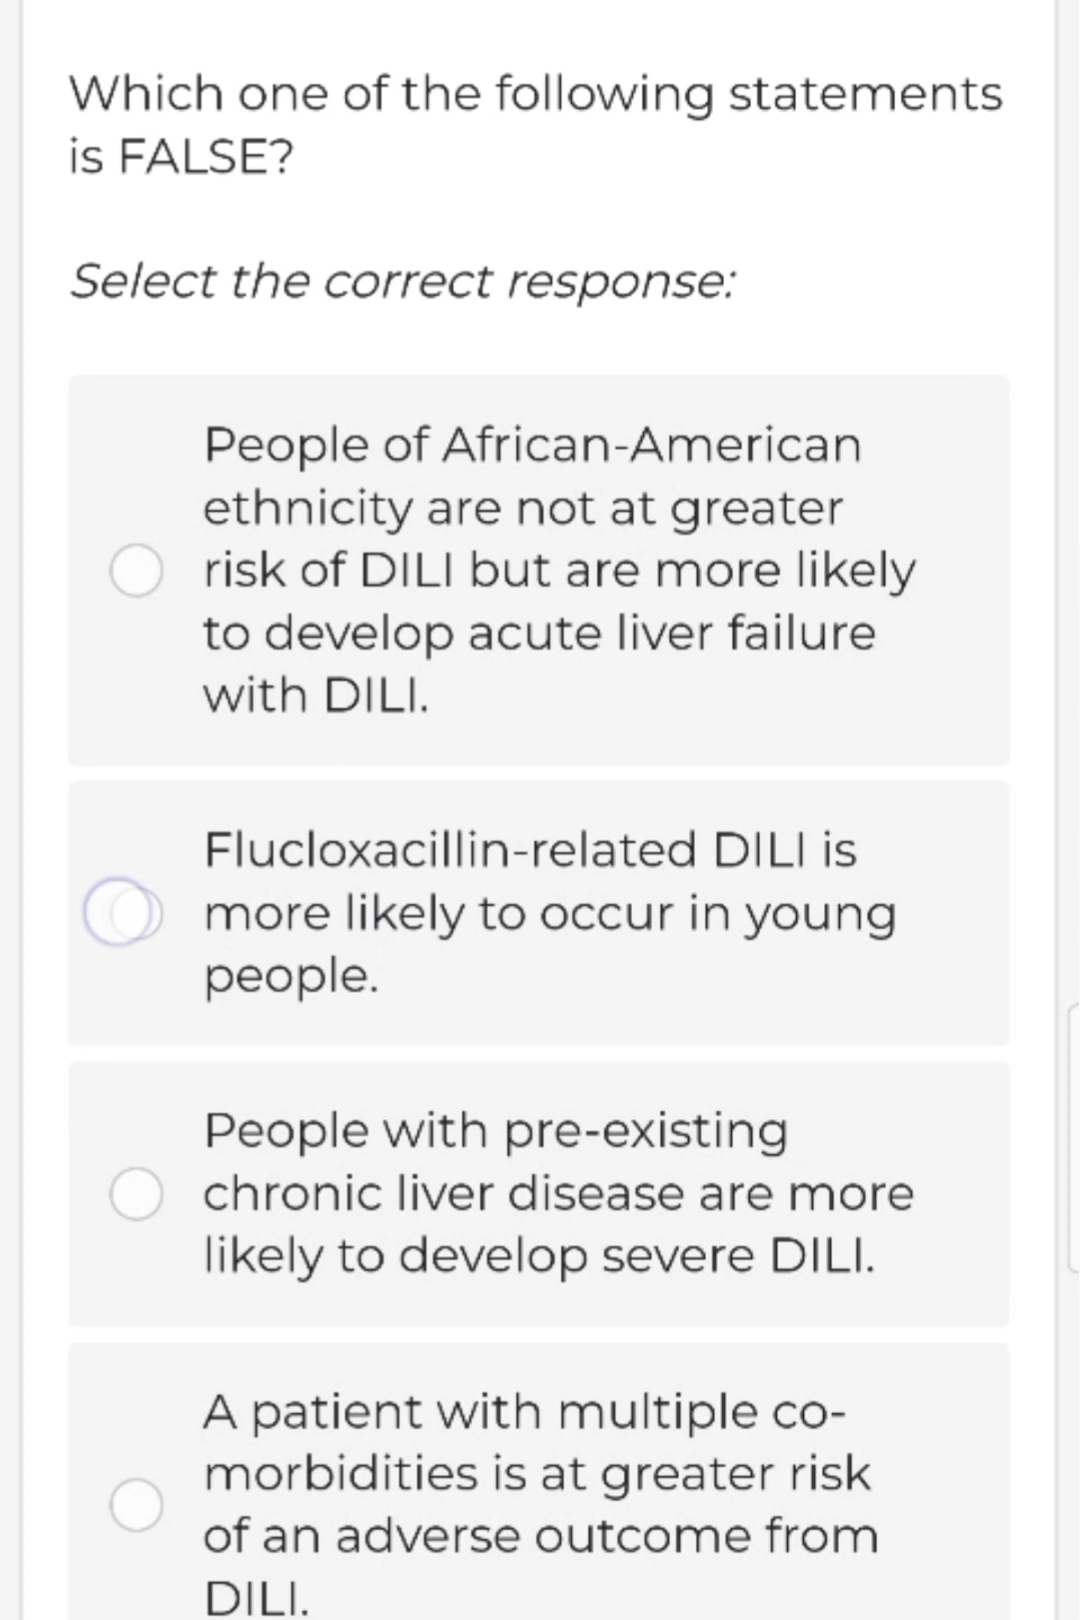 Which one of the following statements
is FALSE?
Select the correct response:
People of African-American
ethnicity are not at greater
risk of DILI but are more likely
to develop acute liver failure
with DILI.
Flucloxacillin-related DILI is
more likely to occur in young
people.
People with pre-existing
chronic liver disease are more
likely to develop severe DILI.
A patient with multiple co-
morbidities is at greater risk
of an adverse outcome from
DILI.